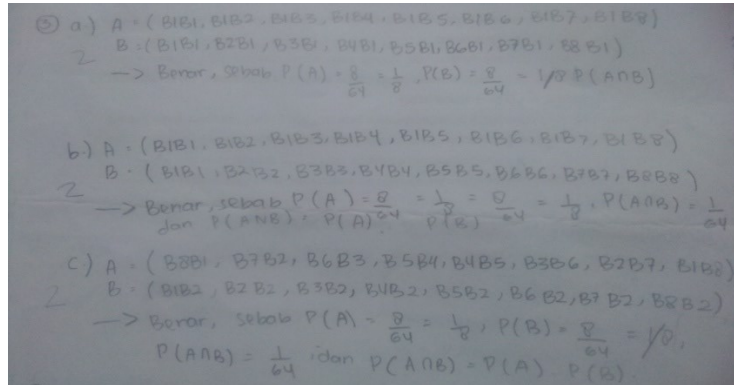 ③ a) A = (B1B1, B1B2, B1B3, B1B4, B1B5, B1B6, B1B7, B1B8)
2 B = (B1B1, B2B1, B3B1, B4B1, B5B1, B6B1, B7B1, B8B1)
—> Benar, sebab P(A) = 8/64 = 1/8, P(B) = 8/64 = 1/8 P(A∩B)
b.) A = (B1B1, B1B2, B1B3, B1B4, B1B5, B1B6, B1B7, B1B8)
2 B = (B1B1, B2B2, B3B3, B4B4, B5B5, B6B6, B7B7, B8B8)
—> Benar, sebab P(A) = 8/64 = 1/8 = 8/64 = 1/8, P(A∩B) = 1/64
dan P(A∩B) = P(A) P(B)
c) A = (B8B1, B7B2, B6B3, B5B4, B4B5, B3B6, B2B7, B1B8)
2 B = (B1B2, B2B2, B3B2, B4B2, B5B2, B6B2, B7B2, B8B2)
—> Benar, sebab P(A) = 8/64 = 1/8, P(B) = 8/64 = 1/8,
P(A∩B) = 1/64, dan P(A∩B) = P(A) . P(B)